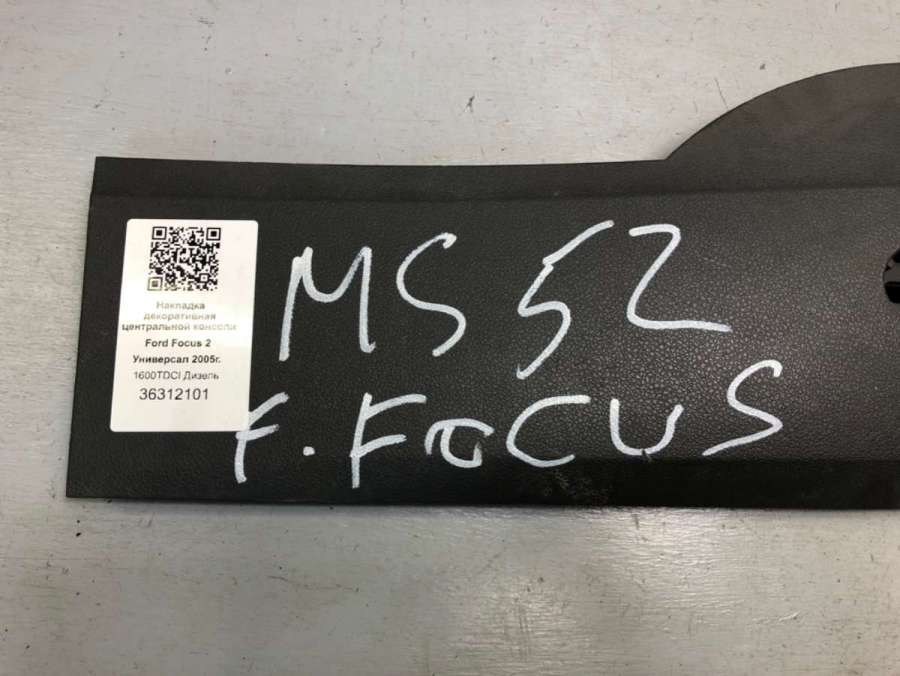 Накладка
декоративная
центральной консоли
Ford Focus 2
Универсал 2005г.
1600TDCI Дизель
36312101
MS 52
F. FOCUS